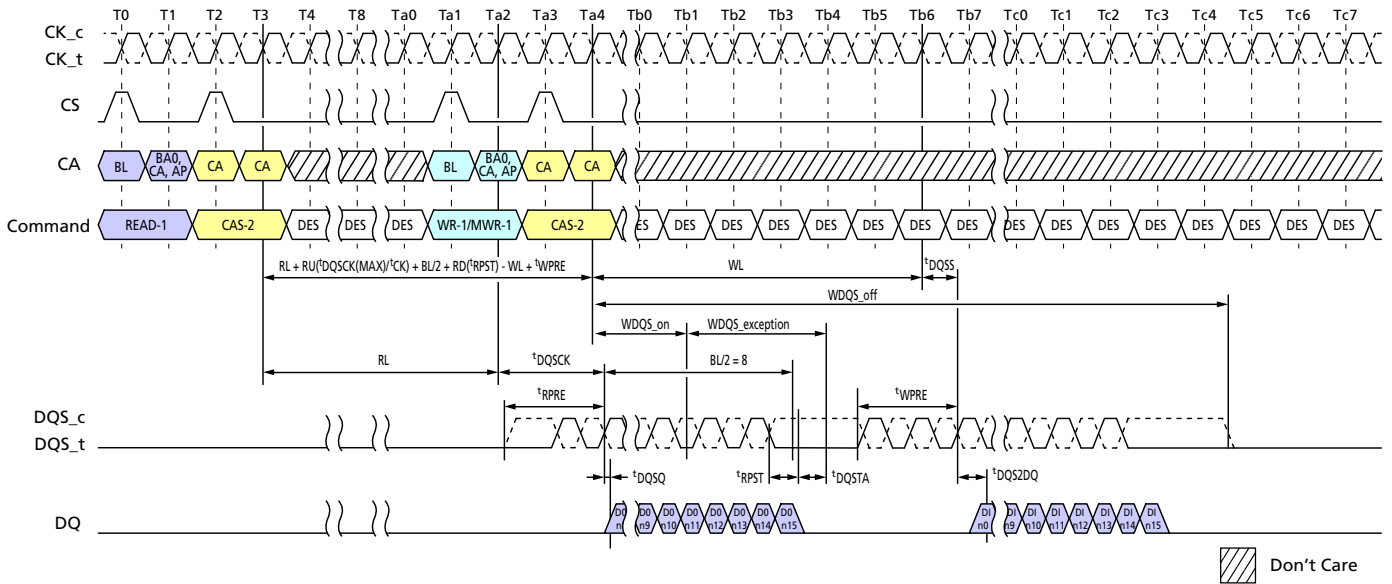 T0 T1 T2 T3 T4 T8 Ta0 Ta1 Ta2 Ta3 Ta4 Tb0 Tb1 Tb2 Tb3 Tb4 Tb5 Tb6 Tb7 Tc0 Tc1 Tc2 Tc3 Tc4 Tc5 Tc6 Tc7
CK_c
CK_t
CS
CA BL BA0, CA, AP CA CA BL BA0, CA, AP CA CA
Command READ-1 CAS-2 DES DES DES WR-1/MWR-1 CAS-2 ES DES DES DES DES DES DES DES DES DES DES DES DES DES DES DES
RL + RU(tDQSCK(MAX)/tCK) + BL/2 + RD(tRPST) - WL + tWPRE WL tDQSS
WDQS_off
WDQS_on WDQS_exception
RL tDQSCK BL/2 = 8
tRPRE tWPRE
DQS_c
DQS_t
tDQSQ tRPST tDQSTA tDQS2DQ
DQ D0 n D0 n9 D0 n10 D0 n11 D0 n12 D0 n13 D0 n14 D0 n15 DI n0 DI n9 DI n10 DI n11 DI n12 DI n13 DI n14 DI n15
Don't Care